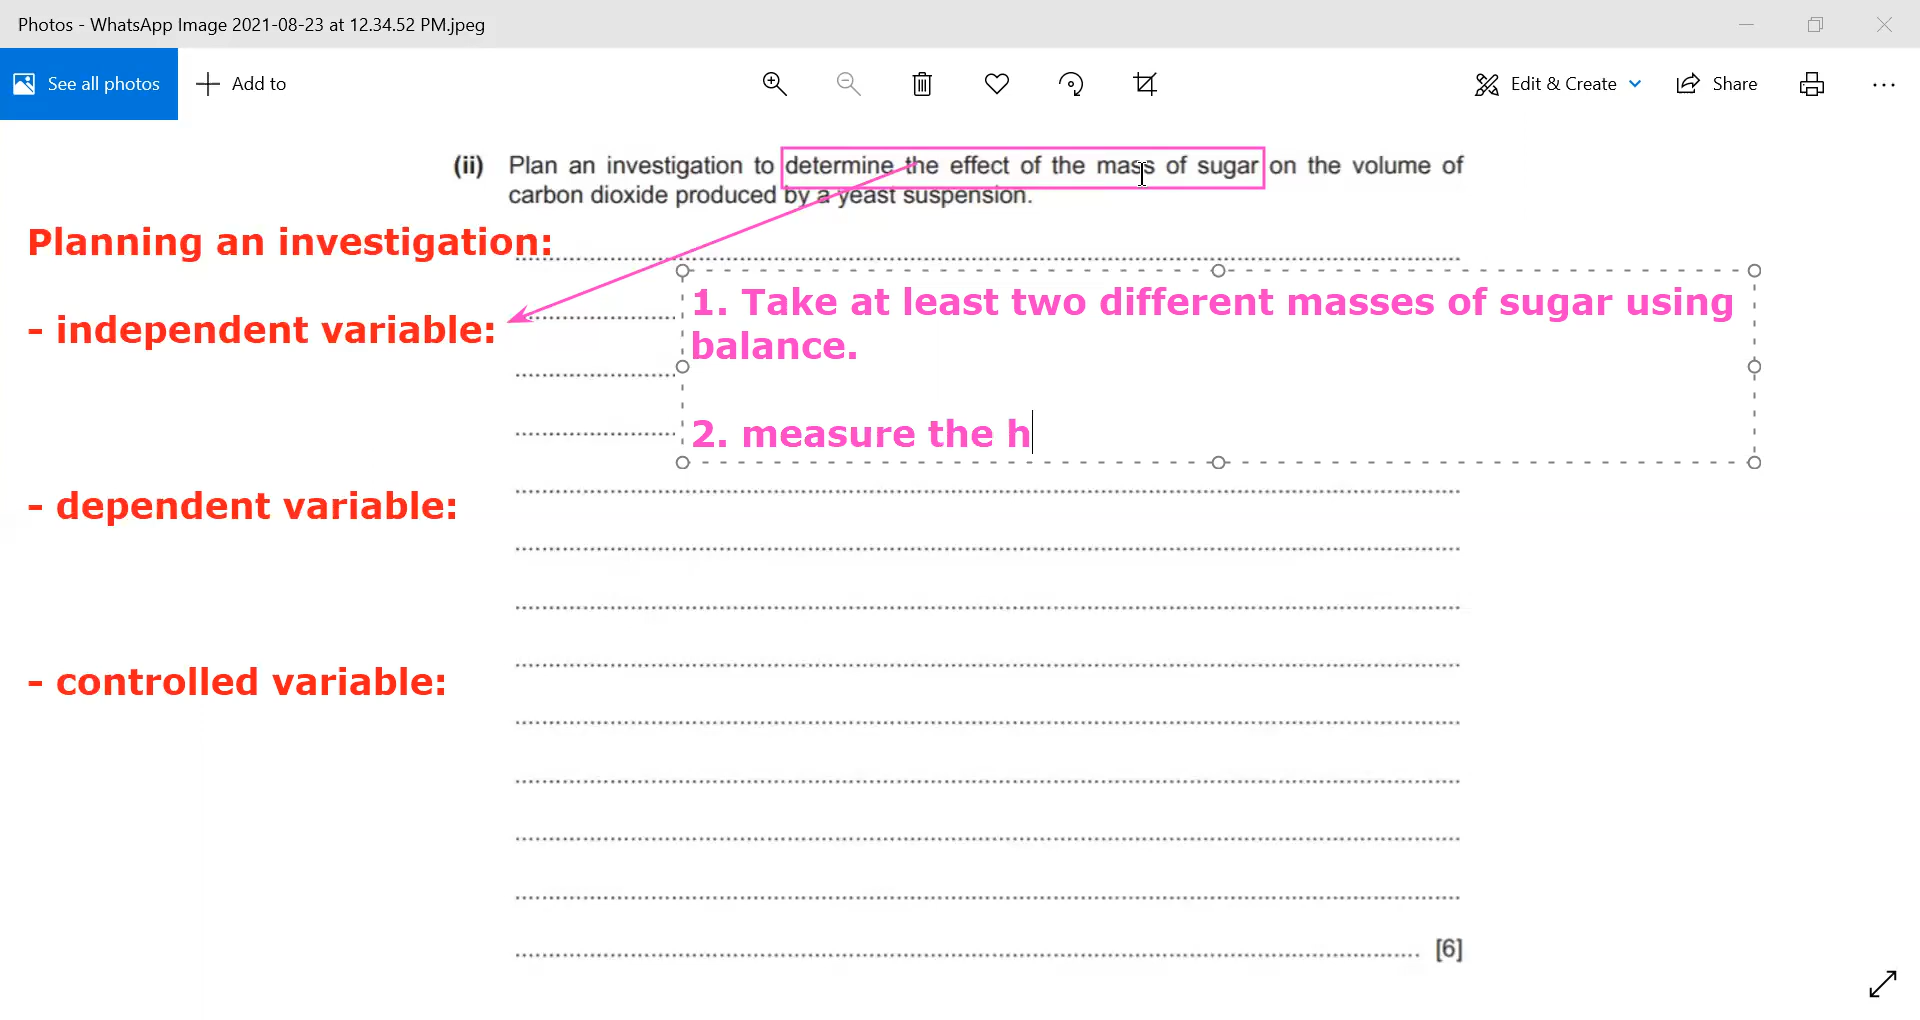 Photos - WhatsApp Image 2021-08-23 at 12.34.52 PM.jpeg
See all photos
Add to
Edit & Create
Share
(ii) Plan an investigation to determine the effect of the mass of sugar on the volume of
carbon dioxide produced by a yeast suspension.
Planning an investigation:
1. Take at least two different masses of sugar using
- independent variable:
balance.
2. measure the h
- dependent variable:
- controlled variable:
[6]